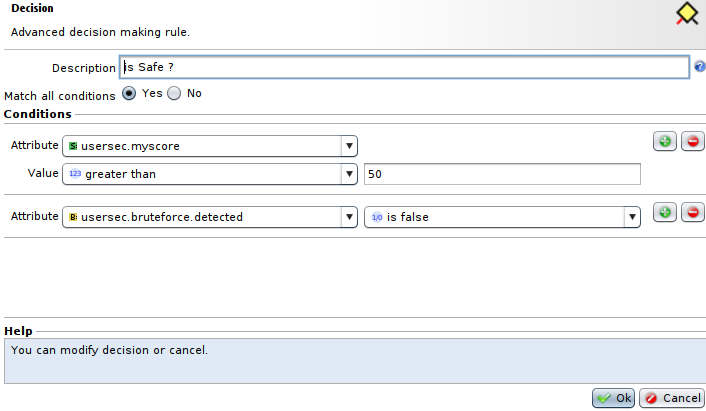 Decision
Advanced decision making rule.
Description is Safe ?
Match all conditions Yes No
Conditions
Attribute S: usersec.myscore
Value 123 greater than 50
Attribute B: usersec.bruteforce.detected 1/0 is false
Help
You can modify decision or cancel.
Ok Cancel